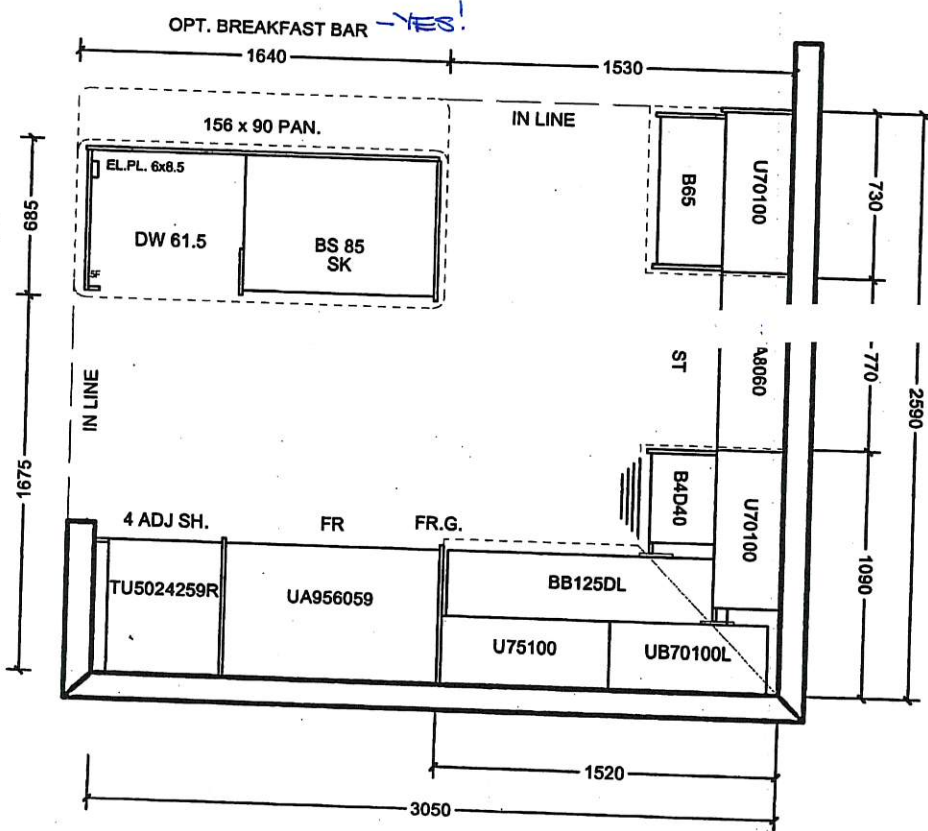 OPT. BREAKFAST BAR - YES!
1640
1530
156 x 90 PAN.
IN LINE
EL.PL. 6x8.5
DW 61.5
BS 85
SK
SF
B65
U70100
730
685
2590
ST
A8060
770
IN LINE
1675
B4D40
U70100
1090
4 ADJ SH.
FR
FR.G.
TU5024259R
UA956059
BB125DL
U75100
UB70100L
1520
3050